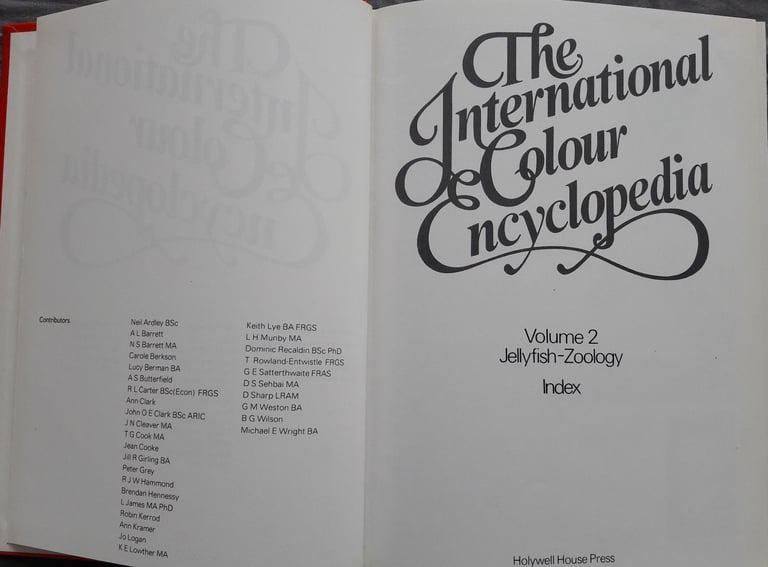 Contributors
Neil Ardley BSc
A L Barrett
N S Barrett MA
Carole Berkson
Lucy Berman BA
A S Butterfield
R L Carter BSc(Econ) FRGS
Ann Clark
John O E Clark BSc ARIC
J N Cleaver MA
T G Cook MA
Jean Cooke
Jill R Girling BA
Peter Grey
R J W Hammond
Brendan Hennessy
L James MA PhD
Robin Kerrod
Ann Kramer
Jo Logan
K E Lowther MA
Keith Lye BA FRGS
L H Munby MA
Dominic Recaldin BSc PhD
T Rowland-Entwistle FRGS
G E Satterthwaite FRAS
D S Sehbai MA
D Sharp LRAM
G M Weston BA
B G Wilson
Michael E Wright BA
The
International
Colour
Encyclopedia
Volume 2
Jellyfish-Zoology
Index
Holywell House Press